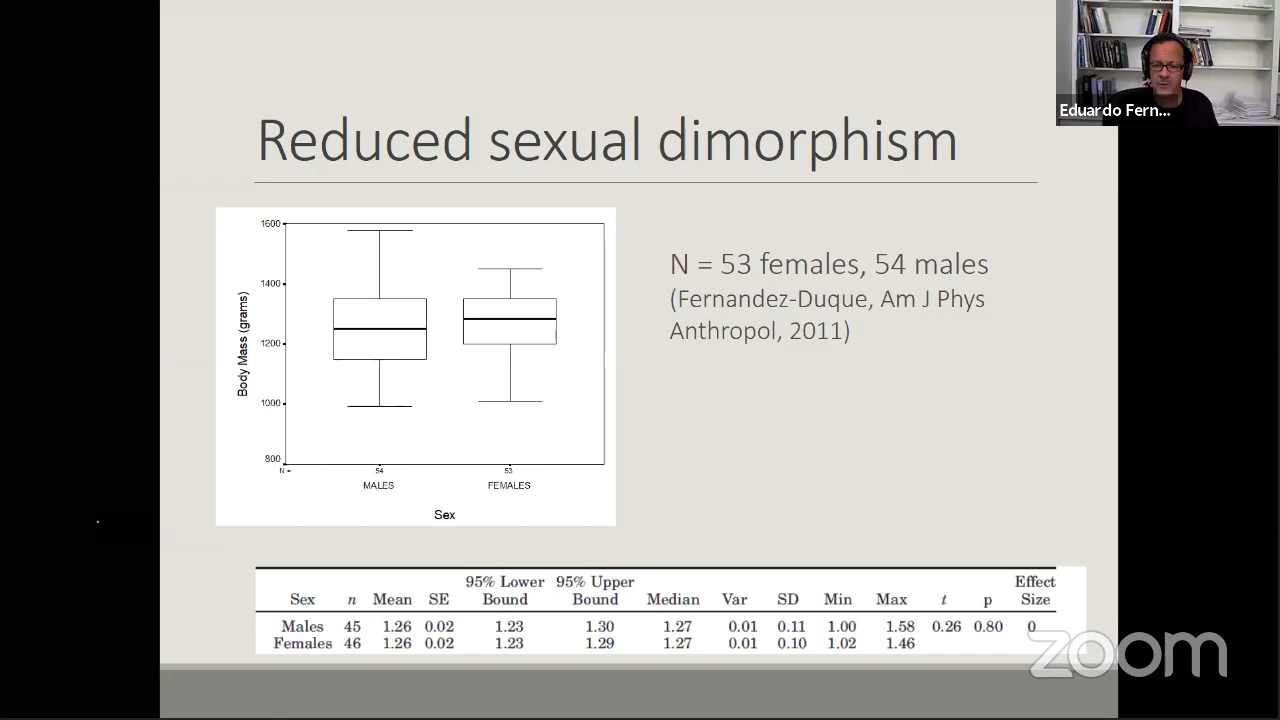 Eduardo Fern...
Reduced sexual dimorphism
1600
1400
1200
1000
800
Body Mass (grams)
N =
54
53
MALES
FEMALES
Sex
N = 53 females, 54 males
(Fernandez-Duque, Am J Phys
Anthropol, 2011)
95% Lower 95% Upper Effect
Sex n Mean SE Bound Bound Median Var SD Min Max t p Size
Males 45 1.26 0.02 1.23 1.30 1.27 0.01 0.11 1.00 1.58 0.26 0.80 0
Females 46 1.26 0.02 1.23 1.29 1.27 0.01 0.10 1.02 1.46
zoom